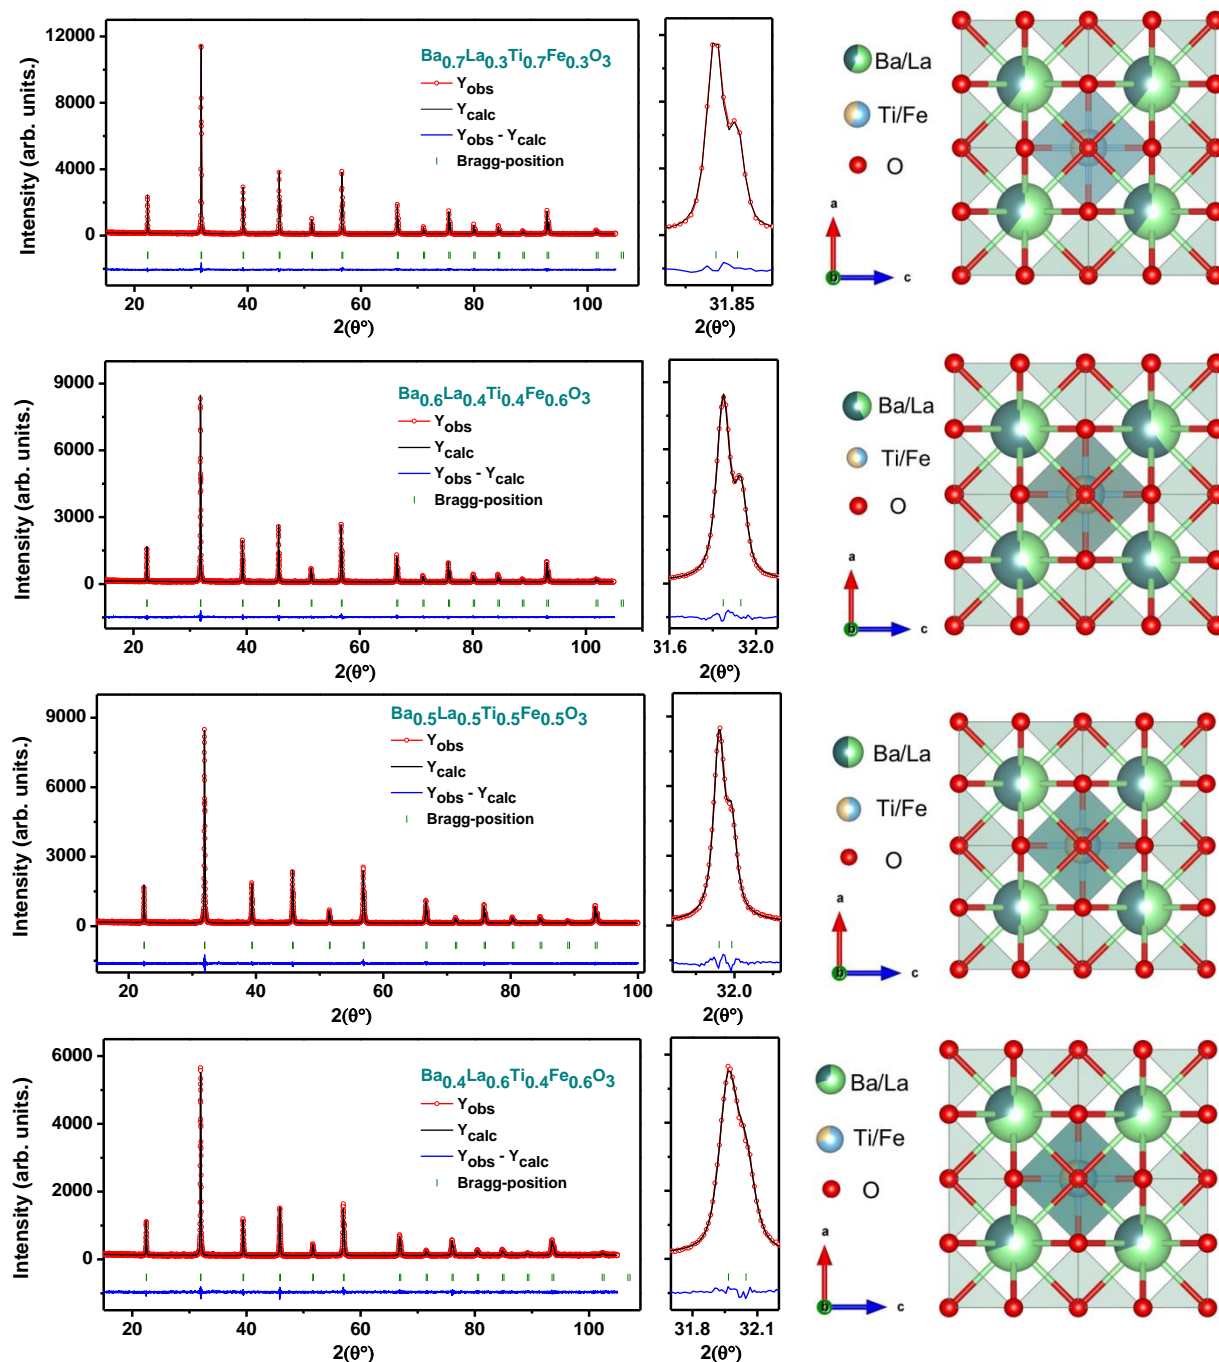 Intensity (arb. units.)
12000
8000
4000
0
Ba0.7La0.3Ti0.7Fe0.3O3
Yobs
Ycalc
Yobs - Ycalc
Bragg-position
20 40 60 80 100
2(θ°)
31.85
2(θ°)
Ba/La
Ti/Fe
O
a
b
c
Intensity (arb. units.)
9000
6000
3000
0
Ba0.6La0.4Ti0.4Fe0.6O3
Yobs
Ycalc
Yobs - Ycalc
Bragg-position
20 40 60 80 100
2(θ°)
31.6 32.0
2(θ°)
Ba/La
Ti/Fe
O
a
b
c
Intensity (arb. units.)
9000
6000
3000
0
Ba0.5La0.5Ti0.5Fe0.5O3
Yobs
Ycalc
Yobs - Ycalc
Bragg-position
20 40 60 80 100
2(θ°)
32.0
2(θ°)
Ba/La
Ti/Fe
O
a
b
c
Intensity (arb. units.)
6000
4000
2000
0
Ba0.4La0.6Ti0.4Fe0.6O3
Yobs
Ycalc
Yobs - Ycalc
Bragg-position
20 40 60 80 100
2(θ°)
31.8 32.1
2(θ°)
Ba/La
Ti/Fe
O
a
b
c